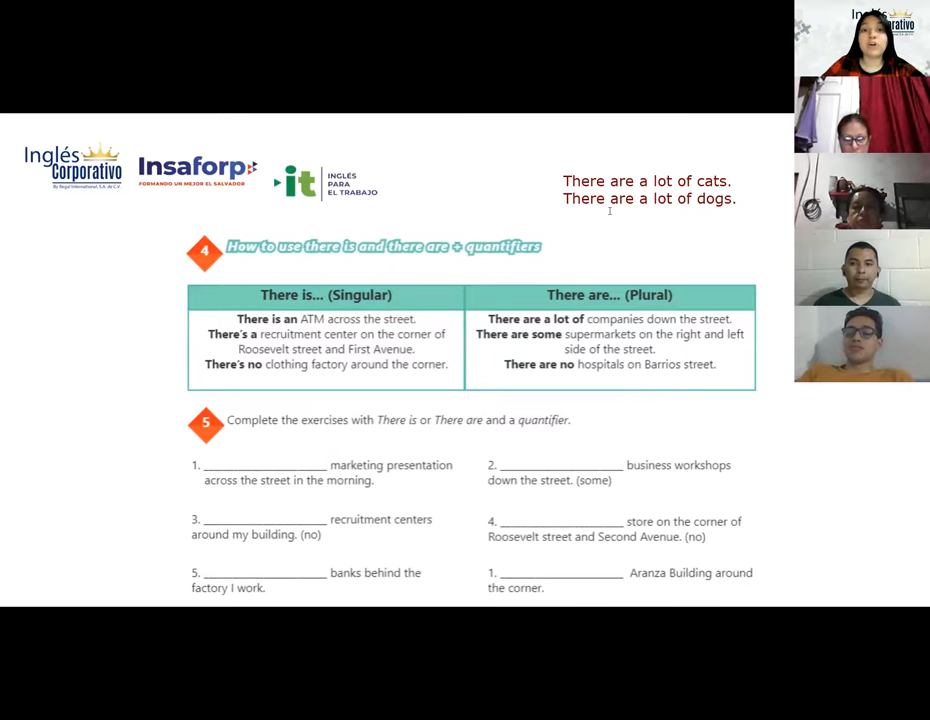 Inglés
Corporativo
By Regal International, S.A. de C.V.
Insaforp
FORMANDO UN MEJOR EL SALVADOR
it
INGLÉS
PARA
EL TRABAJO
There are a lot of cats.
There are a lot of dogs.
4 How to use there is and there are + quantifiers
There is... (Singular)
There is an ATM across the street.
There's a recruitment center on the corner of
Roosevelt street and First Avenue.
There's no clothing factory around the corner.
There are... (Plural)
There are a lot of companies down the street.
There are some supermarkets on the right and left
side of the street.
There are no hospitals on Barrios street.
5 Complete the exercises with There is or There are and a quantifier.
1. ____________________ marketing presentation
across the street in the morning.
2. ____________________ business workshops
down the street. (some)
3. ____________________ recruitment centers
around my building. (no)
4. ____________________ store on the corner of
Roosevelt street and Second Avenue. (no)
5. ____________________ banks behind the
factory I work.
1. ____________________ Aranza Building around
the corner.